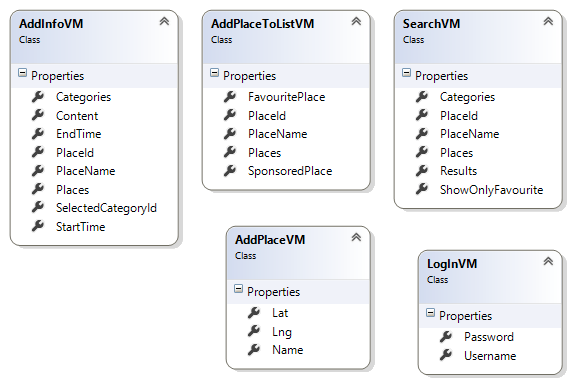 AddInfoVM
Class
Properties
Categories
Content
EndTime
PlaceId
PlaceName
Places
SelectedCategoryId
StartTime
AddPlaceToListVM
Class
Properties
FavouritePlace
PlaceId
PlaceName
Places
SponsoredPlace
SearchVM
Class
Properties
Categories
PlaceId
PlaceName
Places
Results
ShowOnlyFavourite
AddPlaceVM
Class
Properties
Lat
Lng
Name
LogInVM
Class
Properties
Password
Username